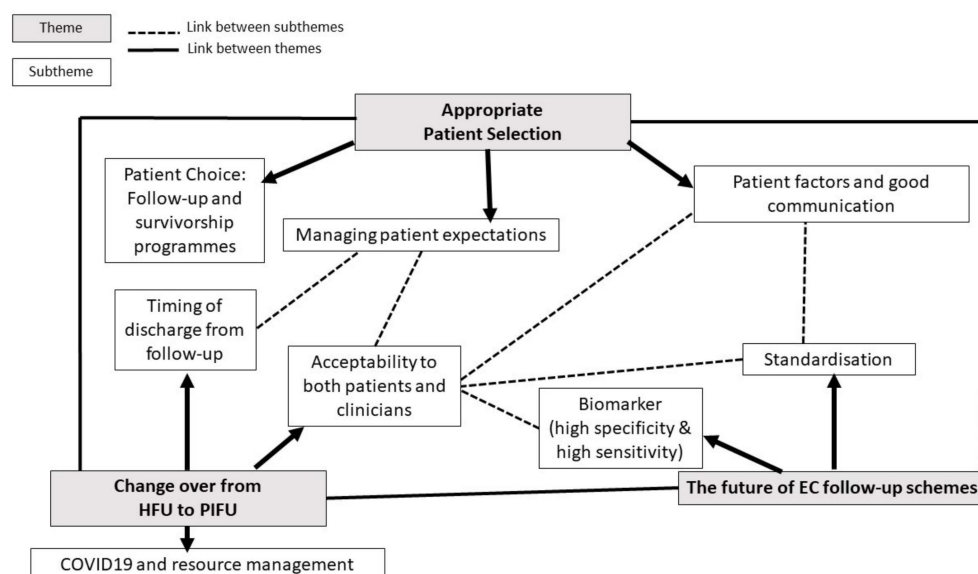 Theme
Link between subthemes
Link between themes
Subtheme
Appropriate
Patient Selection
Patient Choice:
Follow-up and
survivorship
programmes
Patient factors and good
communication
Managing patient expectations
Timing of
discharge from
follow-up
Acceptability to
both patients and
clinicians
Standardisation
Biomarker
(high specificity &
high sensitivity)
Change over from
HFU to PIFU
The future of EC follow-up schemes
COVID19 and resource management